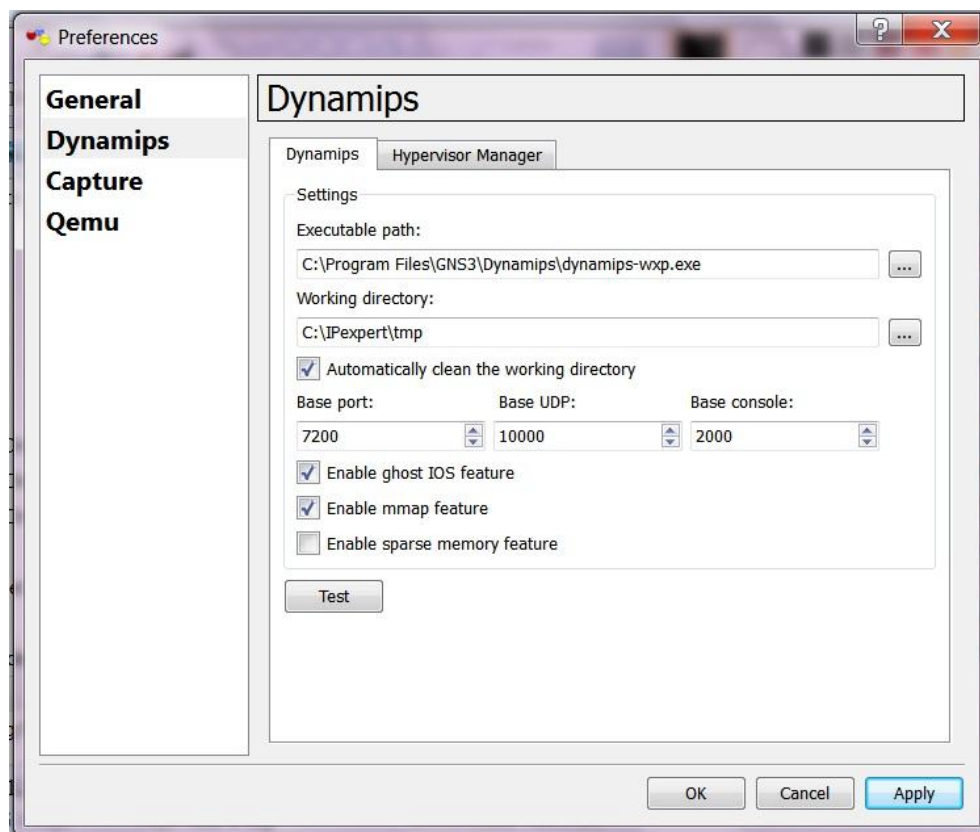 Preferences
General
Dynamips
Capture
Qemu
Dynamips
Dynamips Hypervisor Manager
Settings
Executable path:
C:\Program Files\GNS3\Dynamips\dynamips-wxp.exe ...
Working directory:
C:\IPexpert\tmp ...
Automatically clean the working directory
Base port: Base UDP: Base console:
7200 10000 2000
Enable ghost IOS feature
Enable mmap feature
Enable sparse memory feature
Test
OK Cancel Apply